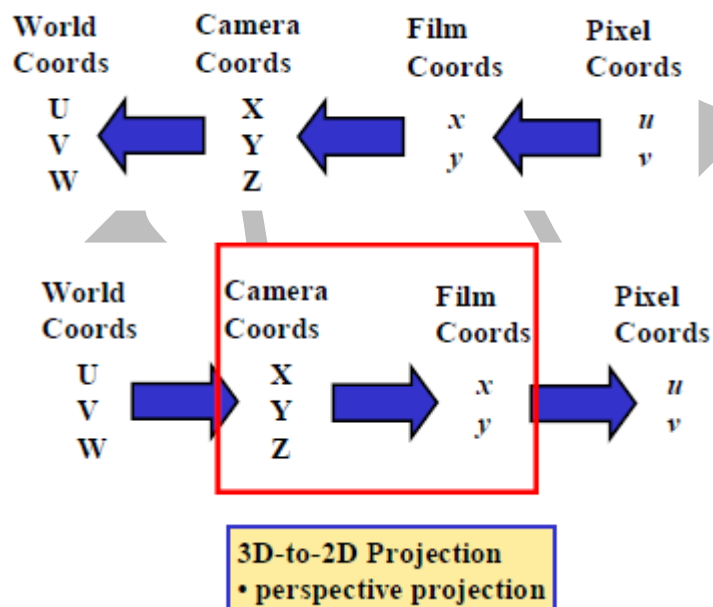 World Camera Film Pixel
Coords Coords Coords Coords
U X x u
V Y y v
W Z
World Camera Film Pixel
Coords Coords Coords Coords
U X x u
V Y y v
W Z
3D-to-2D Projection
• perspective projection